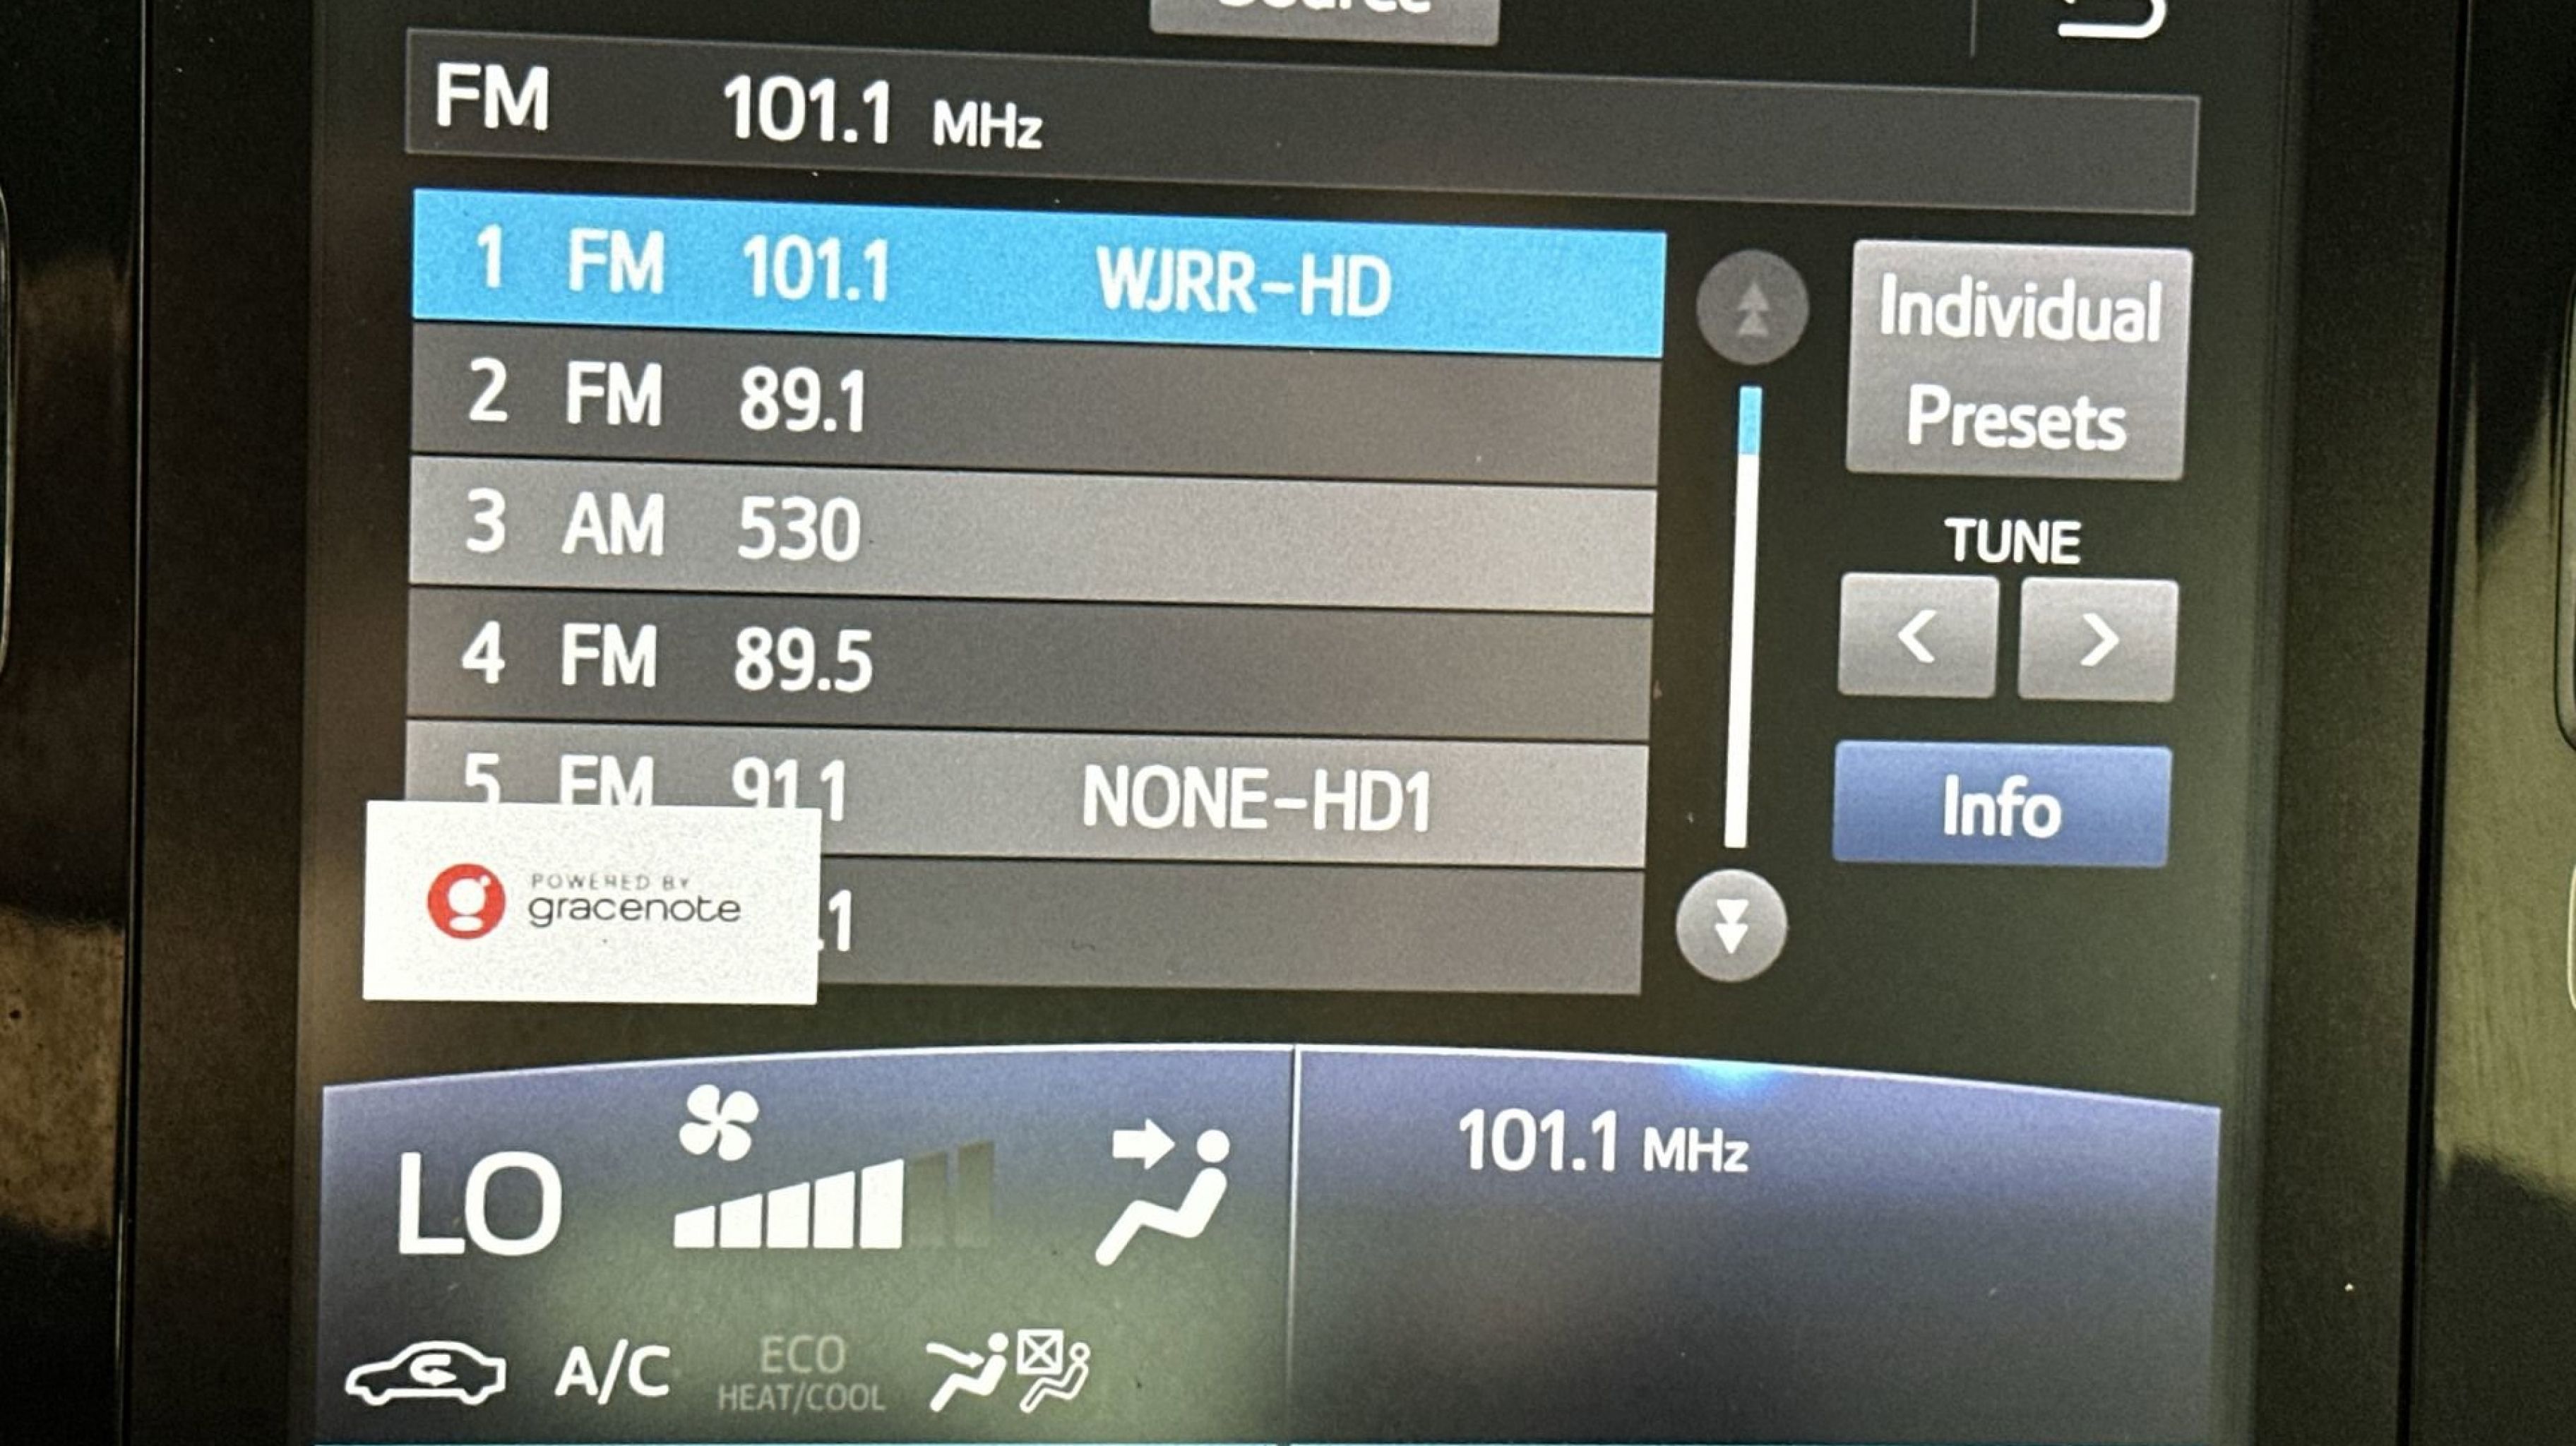 FM 101.1 MHz
1 FM 101.1 WJRR-HD
2 FM 89.1
3 AM 530
4 FM 89.5
5 FM 91.1 NONE-HD1
.1
POWERED BY
gracenote
Individual
Presets
TUNE
< >
Info
LO
101.1 MHz
A/C
ECO
HEAT/COOL